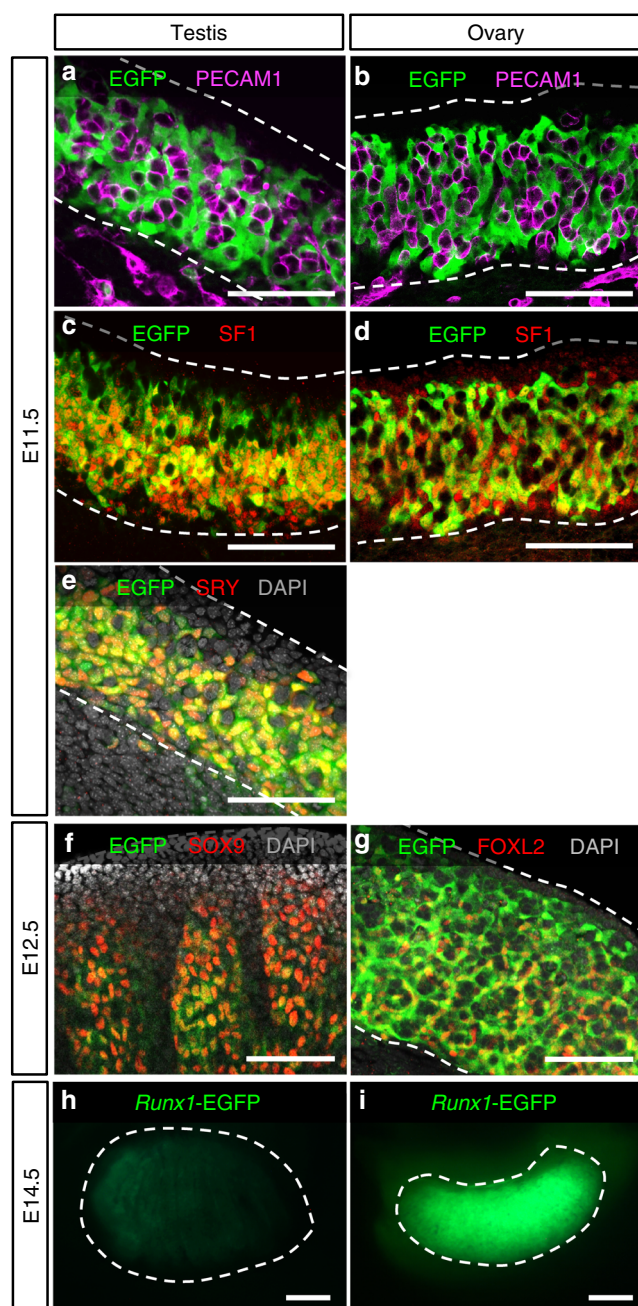 Testis
Ovary
E11.5
a EGFP PECAM1
b EGFP PECAM1
c EGFP SF1
d EGFP SF1
e EGFP SRY DAPI
E12.5
f EGFP SOX9 DAPI
g EGFP FOXL2 DAPI
E14.5
h Runx1-EGFP
i Runx1-EGFP